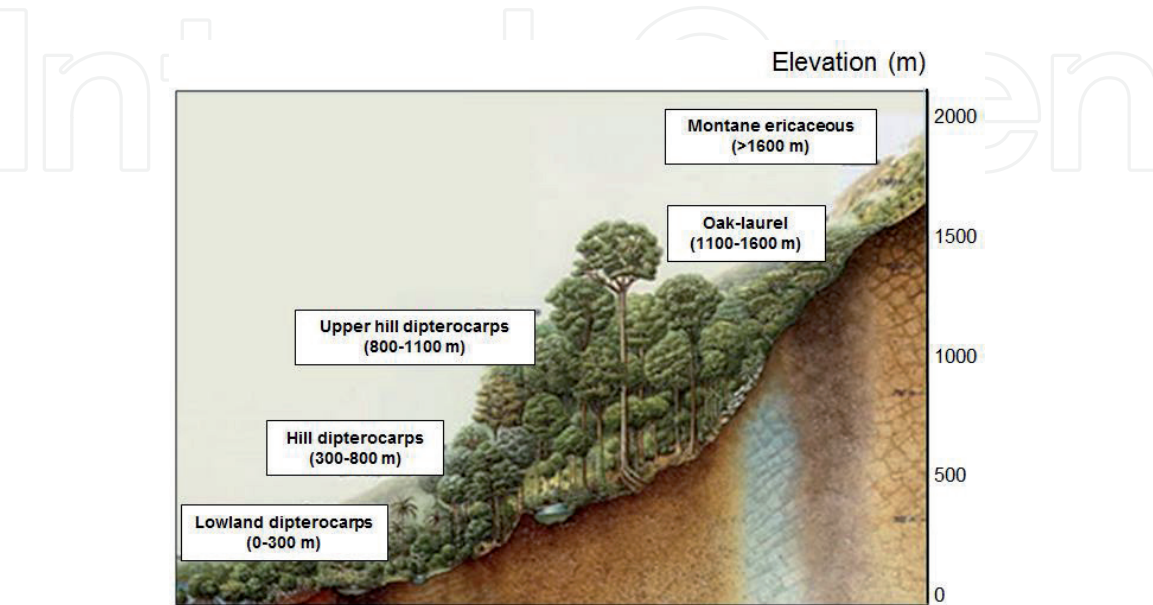 Elevation (m)
2000
Montane ericaceous
(>1600 m)
Oak-laurel
(1100-1600 m)
1500
Upper hill dipterocarps
(800-1100 m)
1000
Hill dipterocarps
(300-800 m)
500
Lowland dipterocarps
(0-300 m)
0